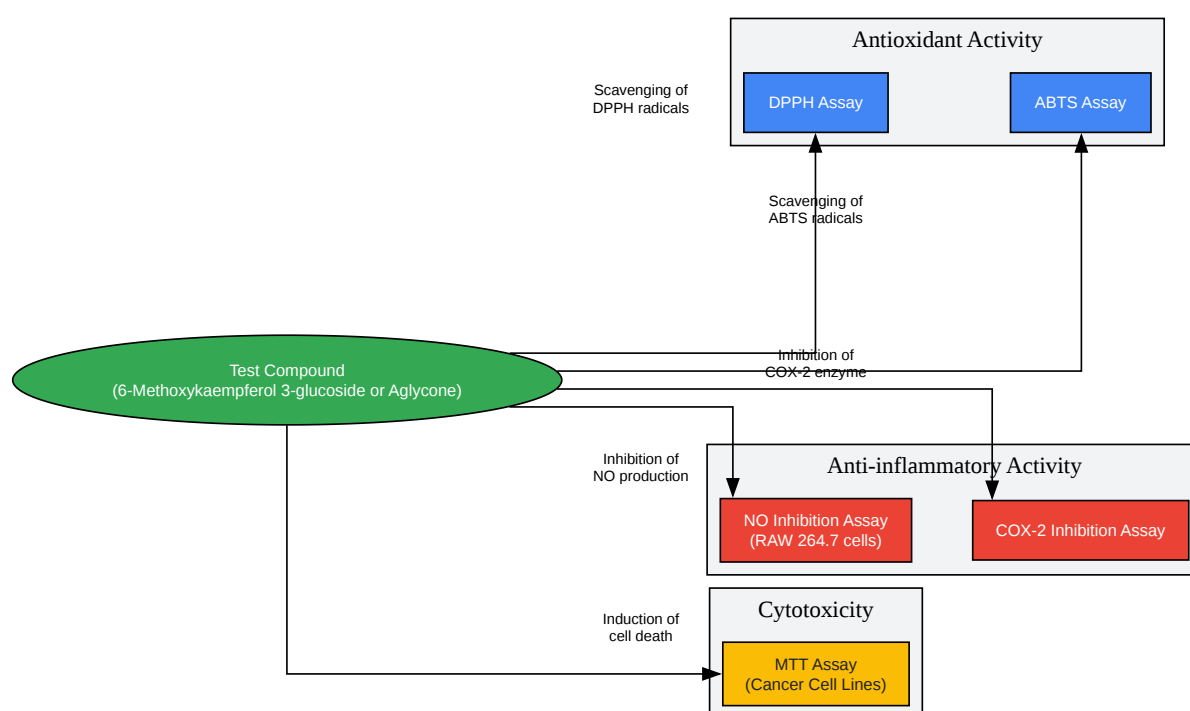 Antioxidant Activity
Scavenging of
DPPH radicals
DPPH Assay
ABTS Assay
Scavenging of
ABTS radicals
Inhibition of
COX-2 enzyme
Test Compound
(6-Methoxykaempferol 3-glucoside or Aglycone)
Inhibition of
NO production
Anti-inflammatory Activity
NO Inhibition Assay
(RAW 264.7 cells)
COX-2 Inhibition Assay
Cytotoxicity
Induction of
cell death
MTT Assay
(Cancer Cell Lines)